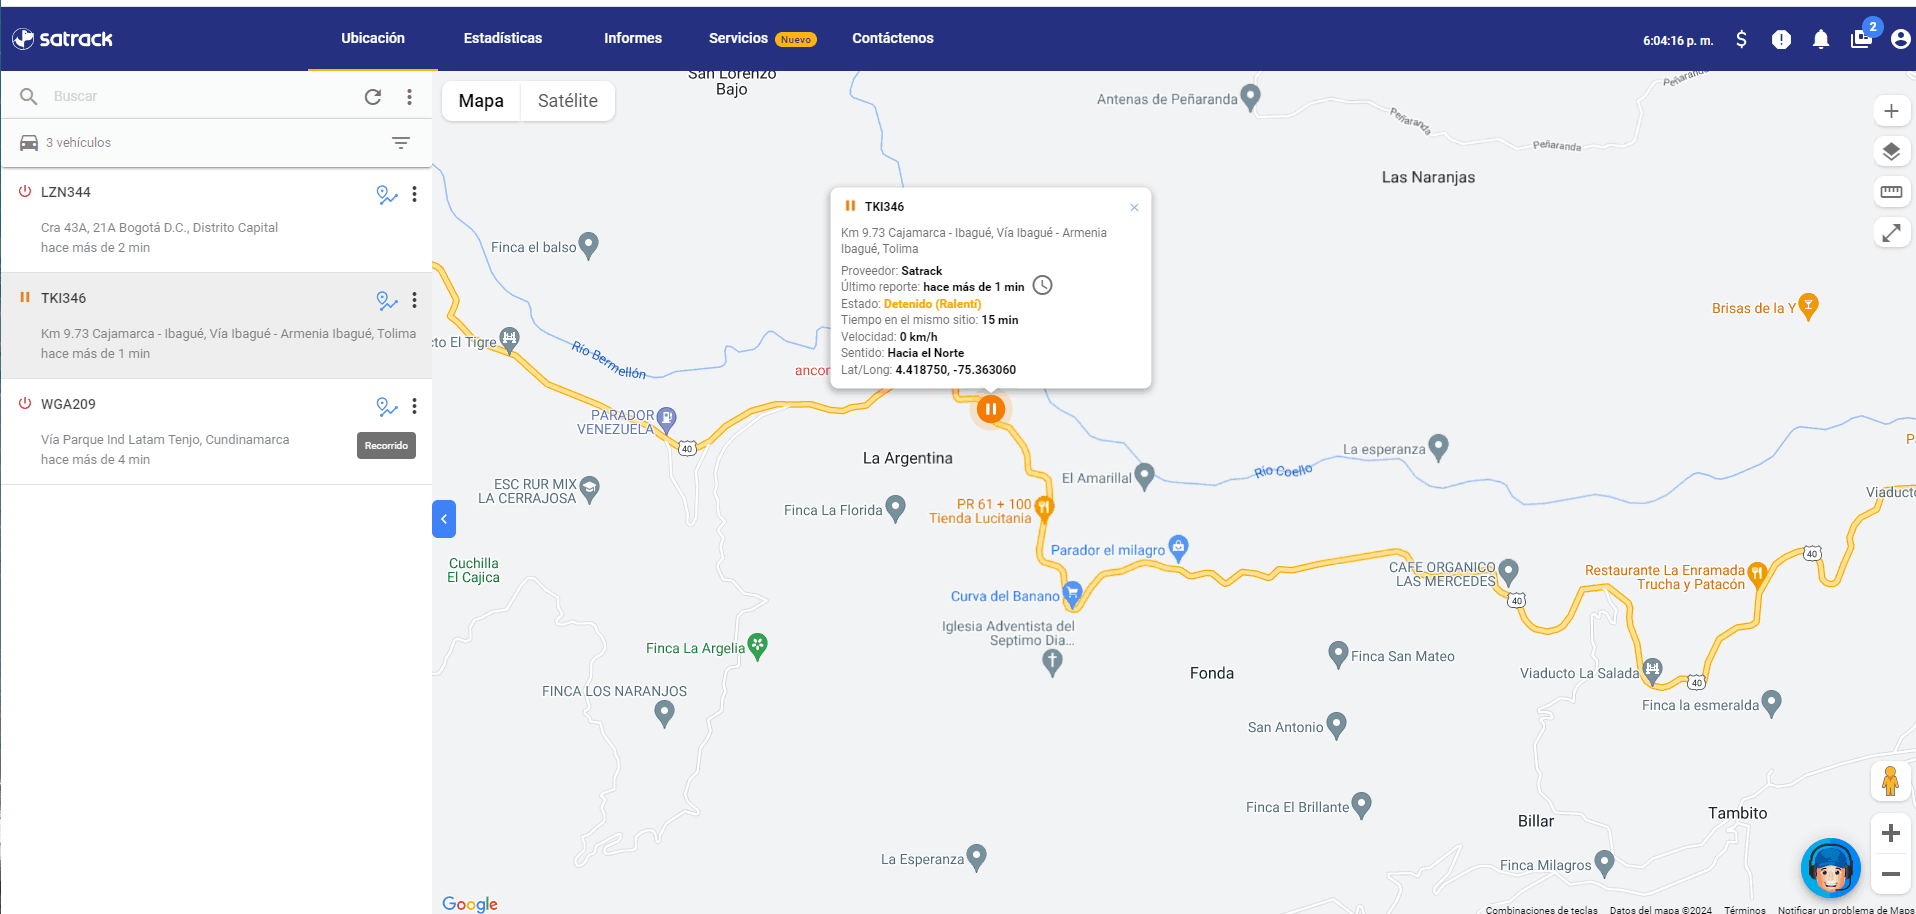 satrack
Ubicación
Estadísticas
Informes
Servicios Nuevo
Contáctenos
6:04:16 p. m.
2
Buscar
3 vehículos
LZN344
Cra 43A, 21A Bogotá D.C., Distrito Capital
hace más de 2 min
TKI346
Km 9.73 Cajamarca - Ibagué, Vía Ibagué - Armenia Ibagué, Tolima
hace más de 1 min
WGA209
Vía Parque Ind Latam Tenjo, Cundinamarca
hace más de 4 min
Recorrido
Mapa
Satélite
San Lorenzo
Bajo
Antenas de Peñaranda
Peñaranda
Peñaranda
Peñaranda
Las Naranjas
TKI346
Km 9.73 Cajamarca - Ibagué, Vía Ibagué - Armenia
Ibagué, Tolima
Proveedor: Satrack
Último reporte: hace más de 1 min
Estado: Detenido (Ralentí)
Tiempo en el mismo sitio: 15 min
Velocidad: 0 km/h
Sentido: Hacia el Norte
Lat/Long: 4.418750, -75.363060
Finca el balso
Brisas de la Y
cto El Tigre
Río Bermellón
ancon
PARADOR
VENEZUELA
40
La Argentina
La esperanza
Río Coello
El Amarillal
ESC RUR MIX
LA CERRAJOSA
Finca La Florida
PR 61 + 100
Tienda Lucitania
Viaducto
Parador el milagro
40
Cuchilla
El Cajica
CAFE ORGANICO
LAS MERCEDES
Restaurante La Enramada
Trucha y Patacón
Curva del Banano
40
Iglesia Adventista del
Septimo Dia...
Finca La Argelia
Finca San Mateo
Fonda
Viaducto La Salada
40
FINCA LOS NARANJOS
Finca la esmeralda
San Antonio
Finca El Brillante
Billar
Tambito
La Esperanza
Finca Milagros
Google
Combinaciones de teclas
Datos del mapa ©2024
Términos
Notificar un problema de Maps